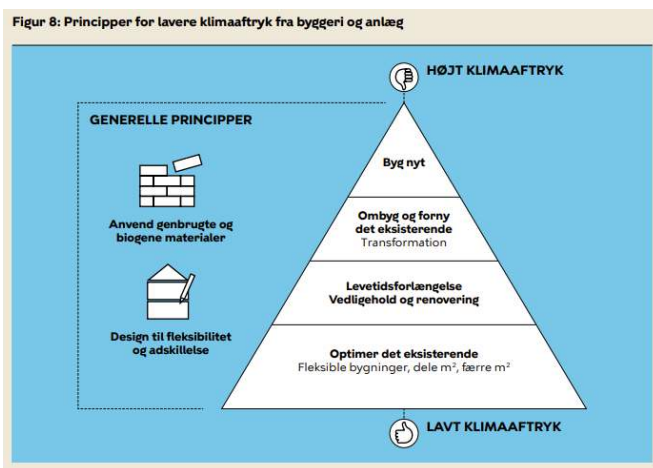 Figur 8: Principper for lavere klimaaftryk fra byggeri og anlæg
HØJT KLIMAAFTRYK
GENERELLE PRINCIPPER
Anvend genbrugte og
biogene materialer
Design til fleksibilitet
og adskillelse
Byg nyt
Ombyg og forny
det eksisterende
Transformation
Levetidsforlængelse
Vedligehold og renovering
Optimer det eksisterende
Fleksible bygninger, dele m², færre m²
LAVT KLIMAAFTRYK